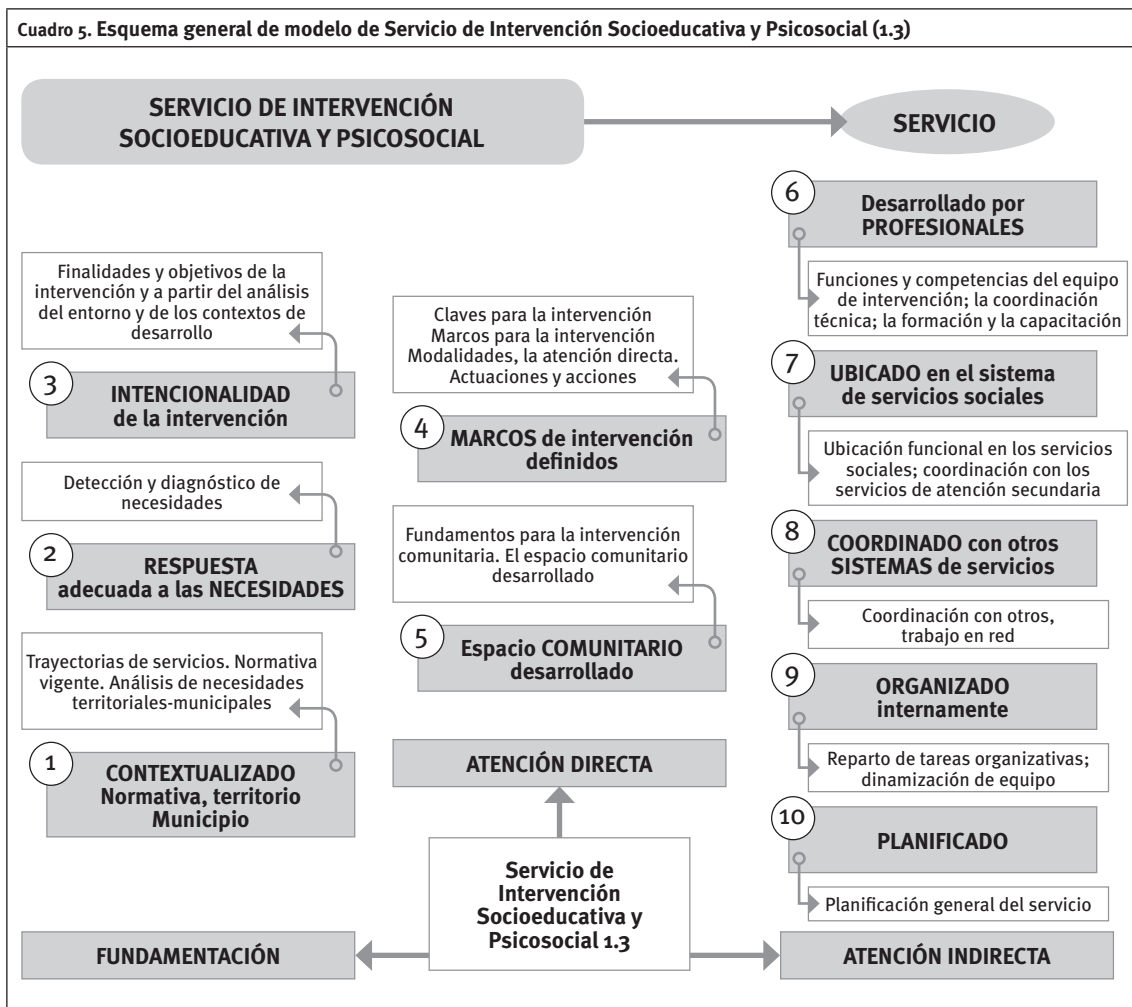 Cuadro 5. Esquema general de modelo de Servicio de Intervención Socioeducativa y Psicosocial (1.3)
SERVICIO DE INTERVENCIÓN
SOCIOEDUCATIVA Y PSICOSOCIAL
SERVICIO
Finalidades y objetivos de la
intervención y a partir del análisis
del entorno y de los contextos de
desarrollo
3
INTENCIONALIDAD
de la intervención
Detección y diagnóstico de
necesidades
2
RESPUESTA
adecuada a las NECESIDADES
Trayectorias de servicios. Normativa
vigente. Análisis de necesidades
territoriales-municipales
1
CONTEXTUALIZADO
Normativa, territorio
Municipio
FUNDAMENTACIÓN
Claves para la intervención
Marcos para la intervención
Modalidades, la atención directa.
Actuaciones y acciones
4
MARCOS de intervención
definidos
Fundamentos para la intervención
comunitaria. El espacio comunitario
desarrollado
5
Espacio COMUNITARIO
desarrollado
ATENCIÓN DIRECTA
Servicio de
Intervención
Socioeducativa y
Psicosocial 1.3
6
Desarrollado por
PROFESIONALES
Funciones y competencias del equipo
de intervención; la coordinación
técnica; la formación y la capacitación
7
UBICADO en el sistema
de servicios sociales
Ubicación funcional en los servicios
sociales; coordinación con los
servicios de atención secundaria
8
COORDINADO con otros
SISTEMAS de servicios
Coordinación con otros,
trabajo en red
9
ORGANIZADO
internamente
Reparto de tareas organizativas;
dinamización de equipo
10
PLANIFICADO
Planificación general del servicio
ATENCIÓN INDIRECTA